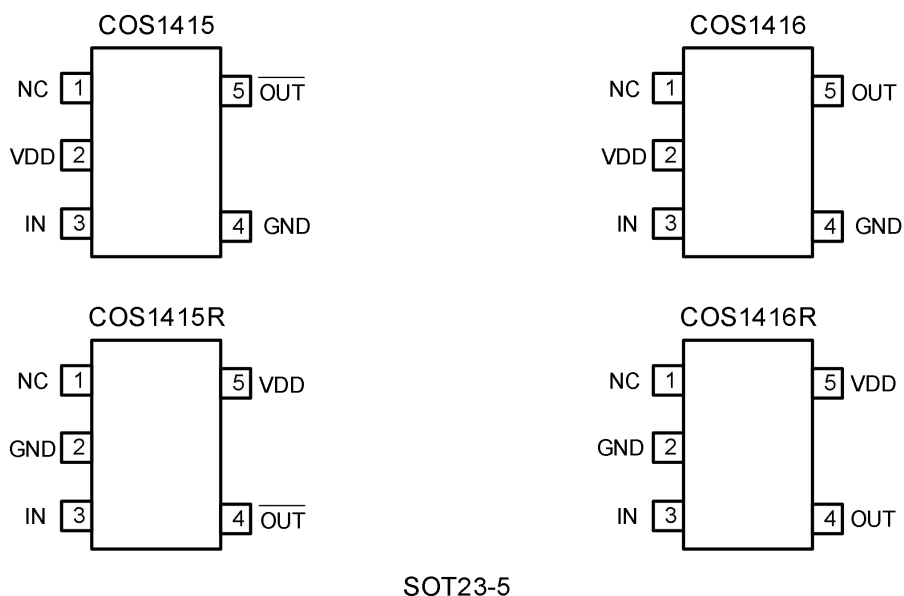 COS1415
NC 1
5 O̅U̅T̅
VDD 2
IN 3
4 GND
COS1416
NC 1
5 OUT
VDD 2
IN 3
4 GND
COS1415R
NC 1
5 VDD
GND 2
IN 3
4 O̅U̅T̅
COS1416R
NC 1
5 VDD
GND 2
IN 3
4 OUT
SOT23-5